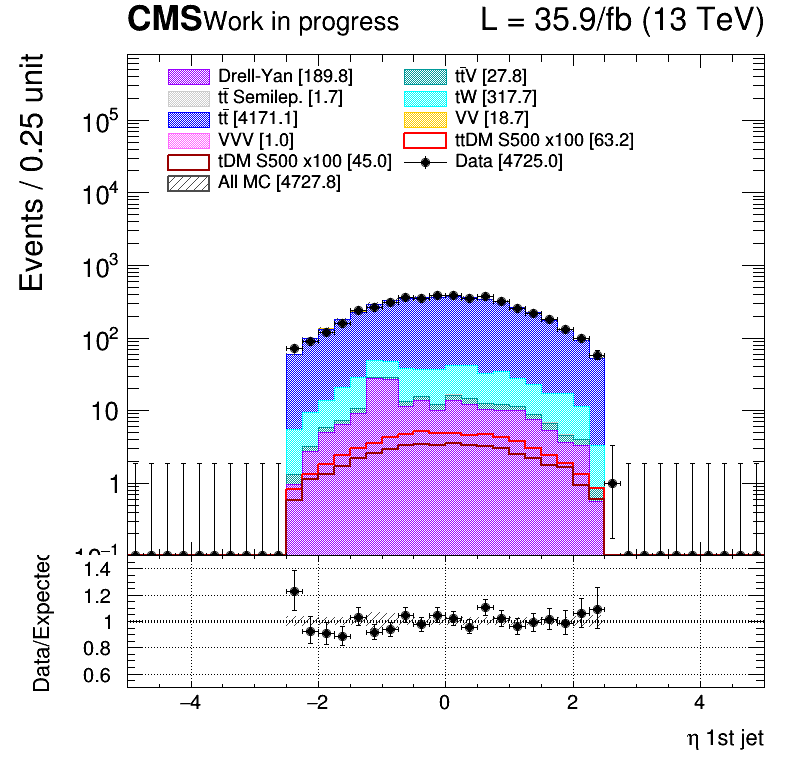 CMS Work in progress L = 35.9/fb (13 TeV)
Drell-Yan [189.8] tt̄V [27.8]
tt̄ Semilep. [1.7] tW [317.7]
tt̄ [4171.1] VV [18.7]
VVV [1.0] ttDM S500 x100 [63.2]
tDM S500 x100 [45.0] Data [4725.0]
All MC [4727.8]
Events / 0.25 unit
10⁵
10⁴
10³
10²
10
1
10⁻¹
Data/Expected
1.4
1.2
1
0.8
0.6
−4 −2 0 2 4
η 1st jet